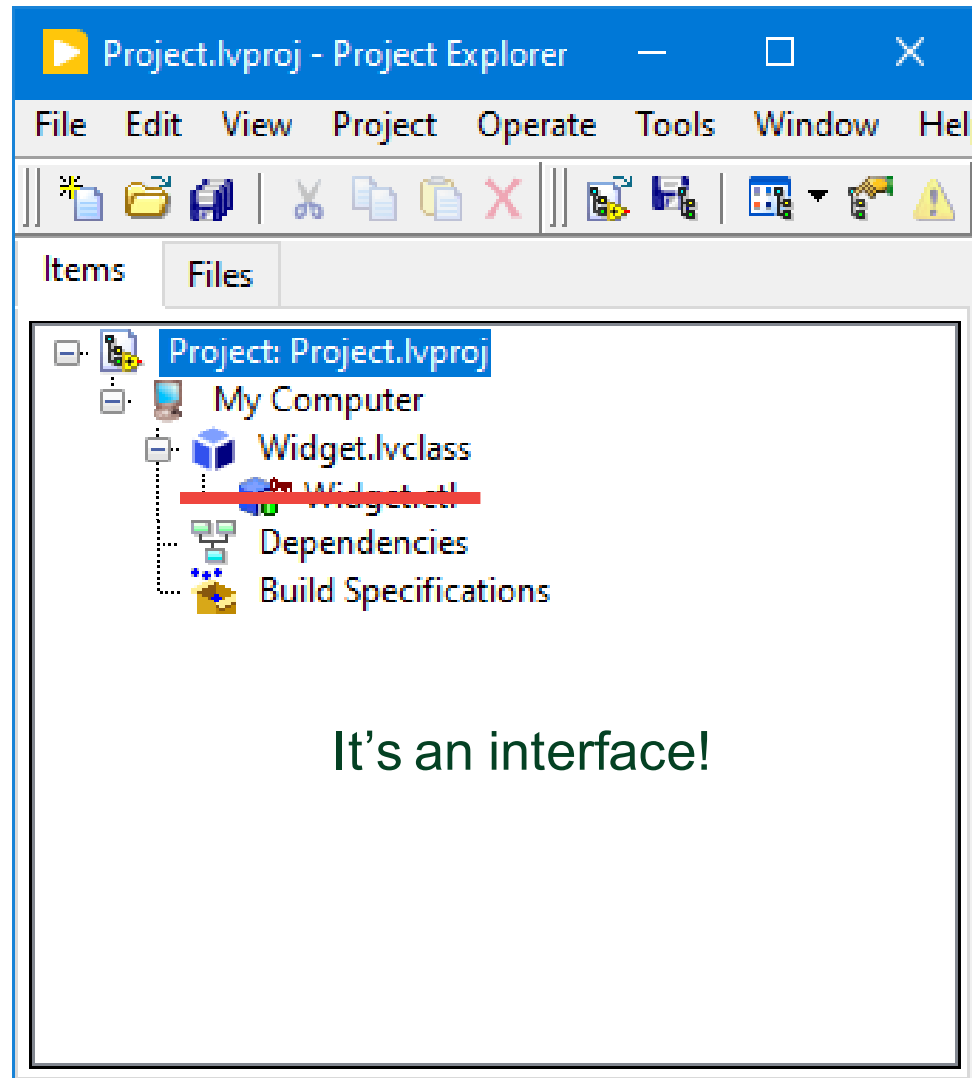 Project.lvproj - Project Explorer
File Edit View Project Operate Tools Window Hel
Items Files
Project: Project.lvproj
My Computer
Widget.lvclass
Widget.ctl
Dependencies
Build Specifications
It’s an interface!